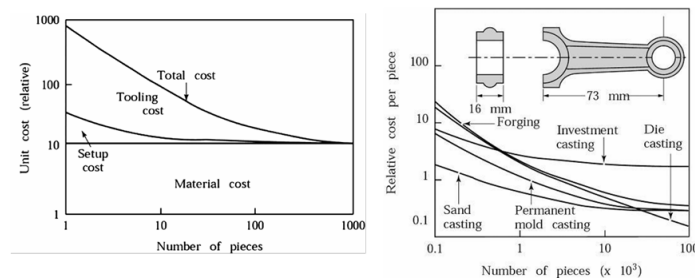 1000
100
10
1
Unit cost (relative)
Total cost
Tooling
cost
Setup
cost
Material cost
1
10
100
1000
Number of pieces
100
10
1
0.1
Relative cost per piece
16 mm
73 mm
Forging
Investment
casting
Die
casting
Sand
casting
Permanent
mold casting
0.1
1
10
100
Number of pieces (x 10³)